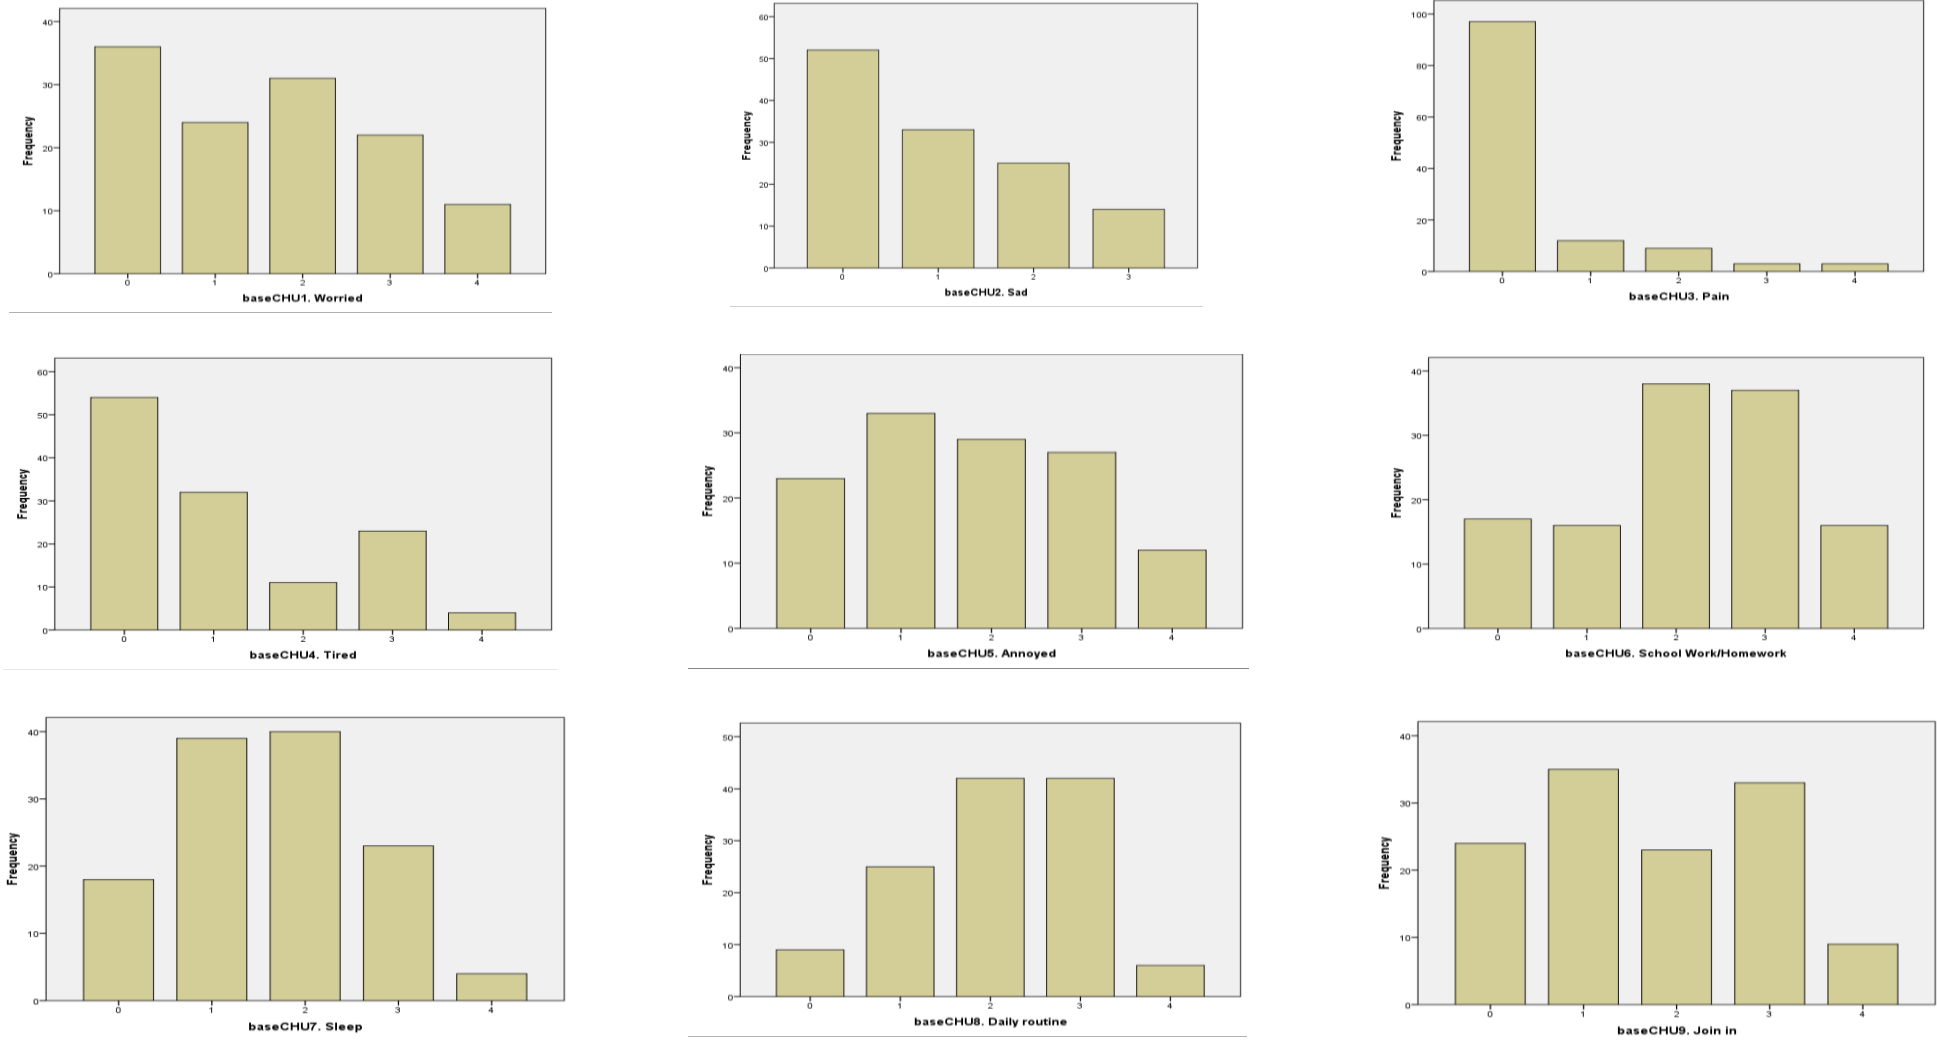 40
30
20
10
0
Frequency
0 1 2 3 4
baseCHU1. Worried
60
50
40
30
20
10
0
Frequency
0 1 2 3
baseCHU2. Sad
100
80
60
40
20
0
Frequency
0 1 2 3 4
baseCHU3. Pain
60
50
40
30
20
10
0
Frequency
0 1 2 3 4
baseCHU4. Tired
40
30
20
10
0
Frequency
0 1 2 3 4
baseCHU5. Annoyed
40
30
20
10
0
Frequency
0 1 2 3 4
baseCHU6. School Work/Homework
40
30
20
10
0
Frequency
0 1 2 3 4
baseCHU7. Sleep
50
40
30
20
10
0
Frequency
0 1 2 3 4
baseCHU8. Daily routine
40
30
20
10
0
Frequency
0 1 2 3 4
baseCHU9. Join in